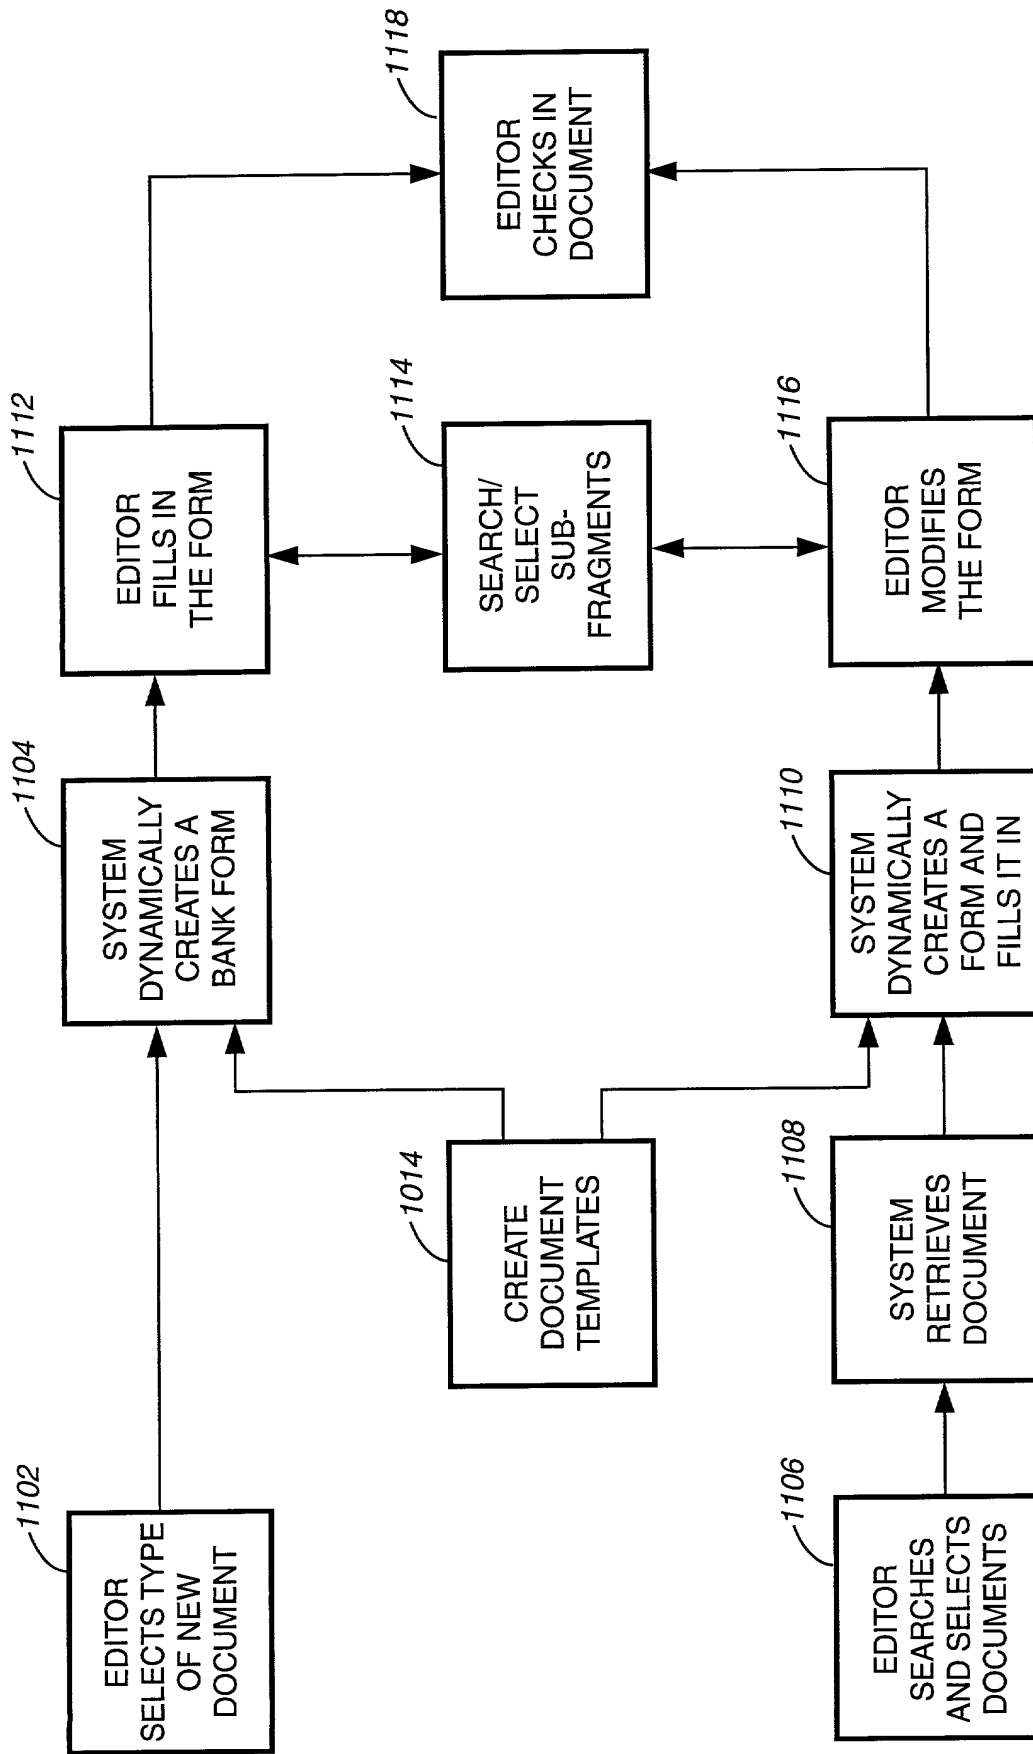 1102
EDITOR
SELECTS TYPE
OF NEW
DOCUMENT
1104
SYSTEM
DYNAMICALLY
CREATES A
BANK FORM
1112
EDITOR
FILLS IN
THE FORM
1014
CREATE
DOCUMENT
TEMPLATES
1114
SEARCH/
SELECT
SUB-
FRAGMENTS
1118
EDITOR
CHECKS IN
DOCUMENT
1106
EDITOR
SEARCHES
AND SELECTS
DOCUMENTS
1108
SYSTEM
RETRIEVES
DOCUMENT
1110
SYSTEM
DYNAMICALLY
CREATES A
FORM AND
FILLS IT IN
1116
EDITOR
MODIFIES
THE FORM